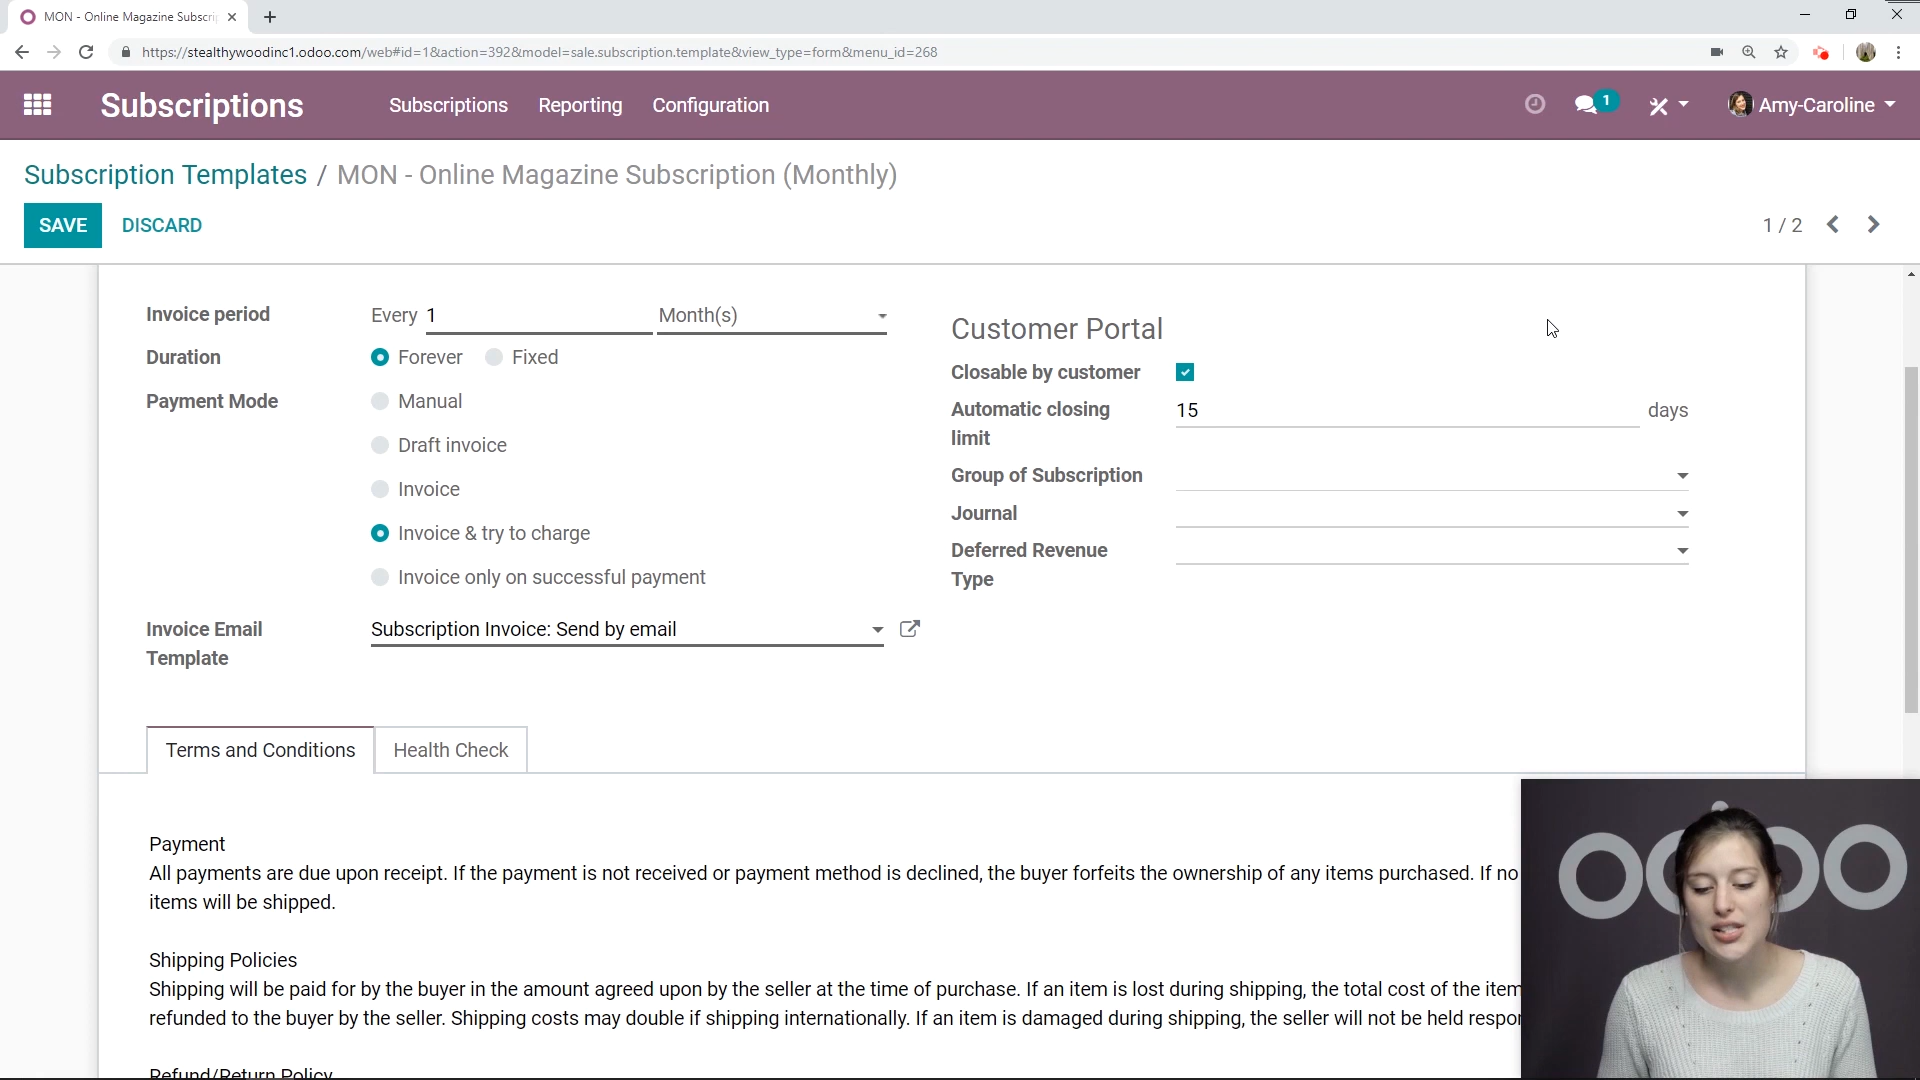 MON - Online Magazine Subscri
https://stealthywoodinc1.odoo.com/web#id=1&action=392&model=sale.subscription.template&view_type=form&menu_id=268
Subscriptions Subscriptions Reporting Configuration 1 Amy-Caroline
Subscription Templates / MON - Online Magazine Subscription (Monthly)
SAVE DISCARD 1 / 2
Invoice period Every 1 Month(s)
Duration Forever Fixed
Payment Mode Manual
Draft invoice
Invoice
Invoice & try to charge
Invoice only on successful payment
Invoice Email
Template
Subscription Invoice: Send by email
Customer Portal
Closable by customer
Automatic closing
limit
15 days
Group of Subscription
Journal
Deferred Revenue
Type
Terms and Conditions Health Check
Payment
All payments are due upon receipt. If the payment is not received or payment method is declined, the buyer forfeits the ownership of any items purchased. If no
items will be shipped.
Shipping Policies
Shipping will be paid for by the buyer in the amount agreed upon by the seller at the time of purchase. If an item is lost during shipping, the total cost of the item
refunded to the buyer by the seller. Shipping costs may double if shipping internationally. If an item is damaged during shipping, the seller will not be held respon
Refund/Return Policy
odoo